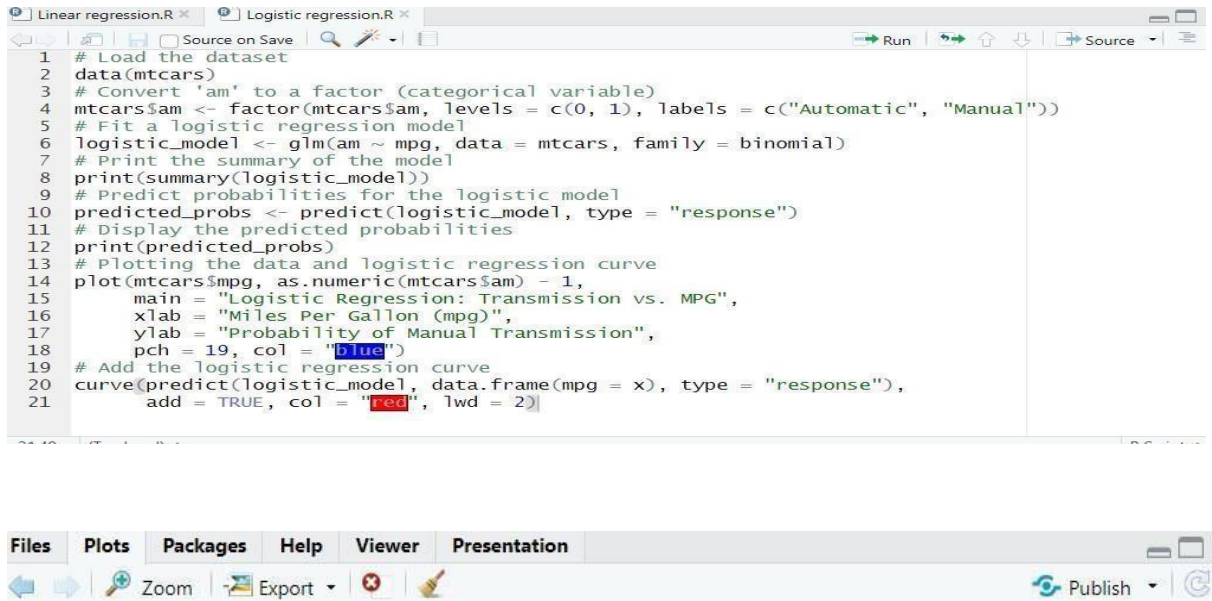 Linear regression.R Logistic regression.R
Source on Save Run Source
1 # Load the dataset
2 data(mtcars)
3 # Convert 'am' to a factor (categorical variable)
4 mtcars$am <- factor(mtcars$am, levels = c(0, 1), labels = c("Automatic", "Manual"))
5 # Fit a logistic regression model
6 logistic_model <- glm(am ~ mpg, data = mtcars, family = binomial)
7 # Print the summary of the model
8 print(summary(logistic_model))
9 # Predict probabilities for the logistic model
10 predicted_probs <- predict(logistic_model, type = "response")
11 # Display the predicted probabilities
12 print(predicted_probs)
13 # Plotting the data and logistic regression curve
14 plot(mtcars$mpg, as.numeric(mtcars$am) - 1,
15 main = "Logistic Regression: Transmission vs. MPG",
16 xlab = "Miles Per Gallon (mpg)",
17 ylab = "Probability of Manual Transmission",
18 pch = 19, col = "blue")
19 # Add the logistic regression curve
20 curve(predict(logistic_model, data.frame(mpg = x), type = "response"),
21 add = TRUE, col = "red", lwd = 2)
Files Plots Packages Help Viewer Presentation
Zoom Export Publish